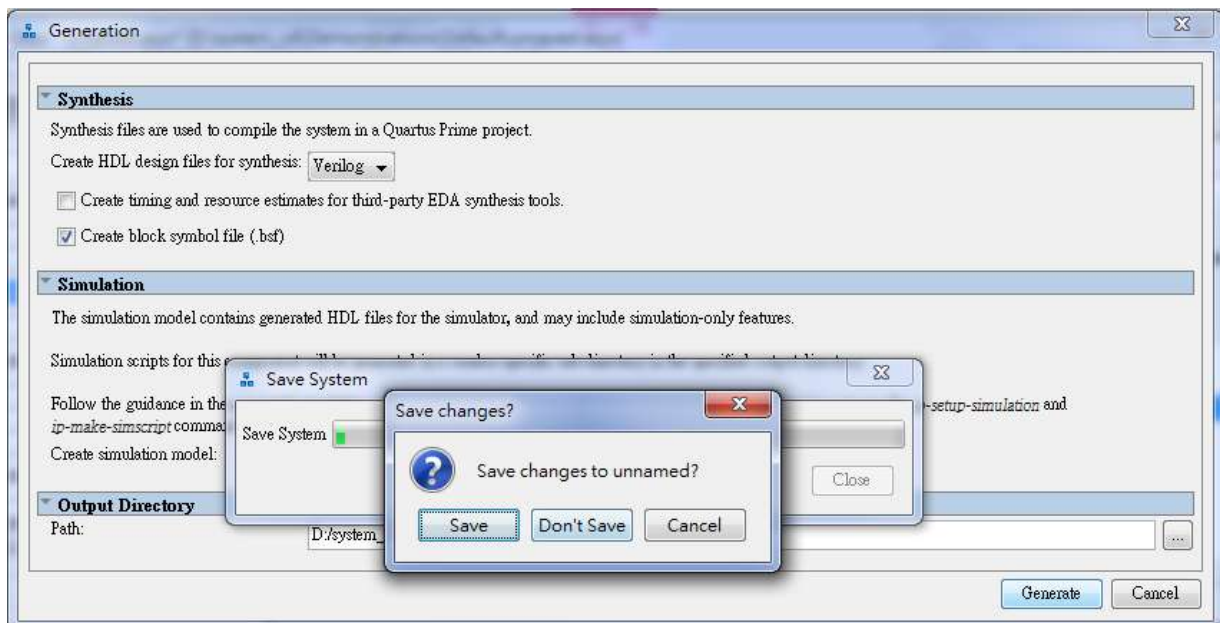 Generation
Synthesis
Synthesis files are used to compile the system in a Quartus Prime project.
Create HDL design files for synthesis: Verilog
Create timing and resource estimates for third-party EDA synthesis tools.
Create block symbol file (.bsf)
Simulation
The simulation model contains generated HDL files for the simulator, and may include simulation-only features.
Simulation scripts for this
Follow the guidance in the -setup-simulation and
ip-make-simscript
Create simulation model:
Output Directory
Path: D:/system_ ...
Generate Cancel
Save System
Save System
Close
Save changes?
Save changes to unnamed?
Save Don't Save Cancel